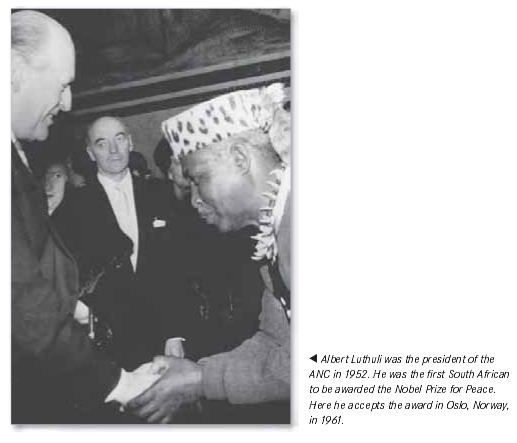 ◄ Albert Luthuli was the president of the
ANC in 1952. He was the first South African
to be awarded the Nobel Prize for Peace.
Here he accepts the award in Oslo, Norway,
in 1961.